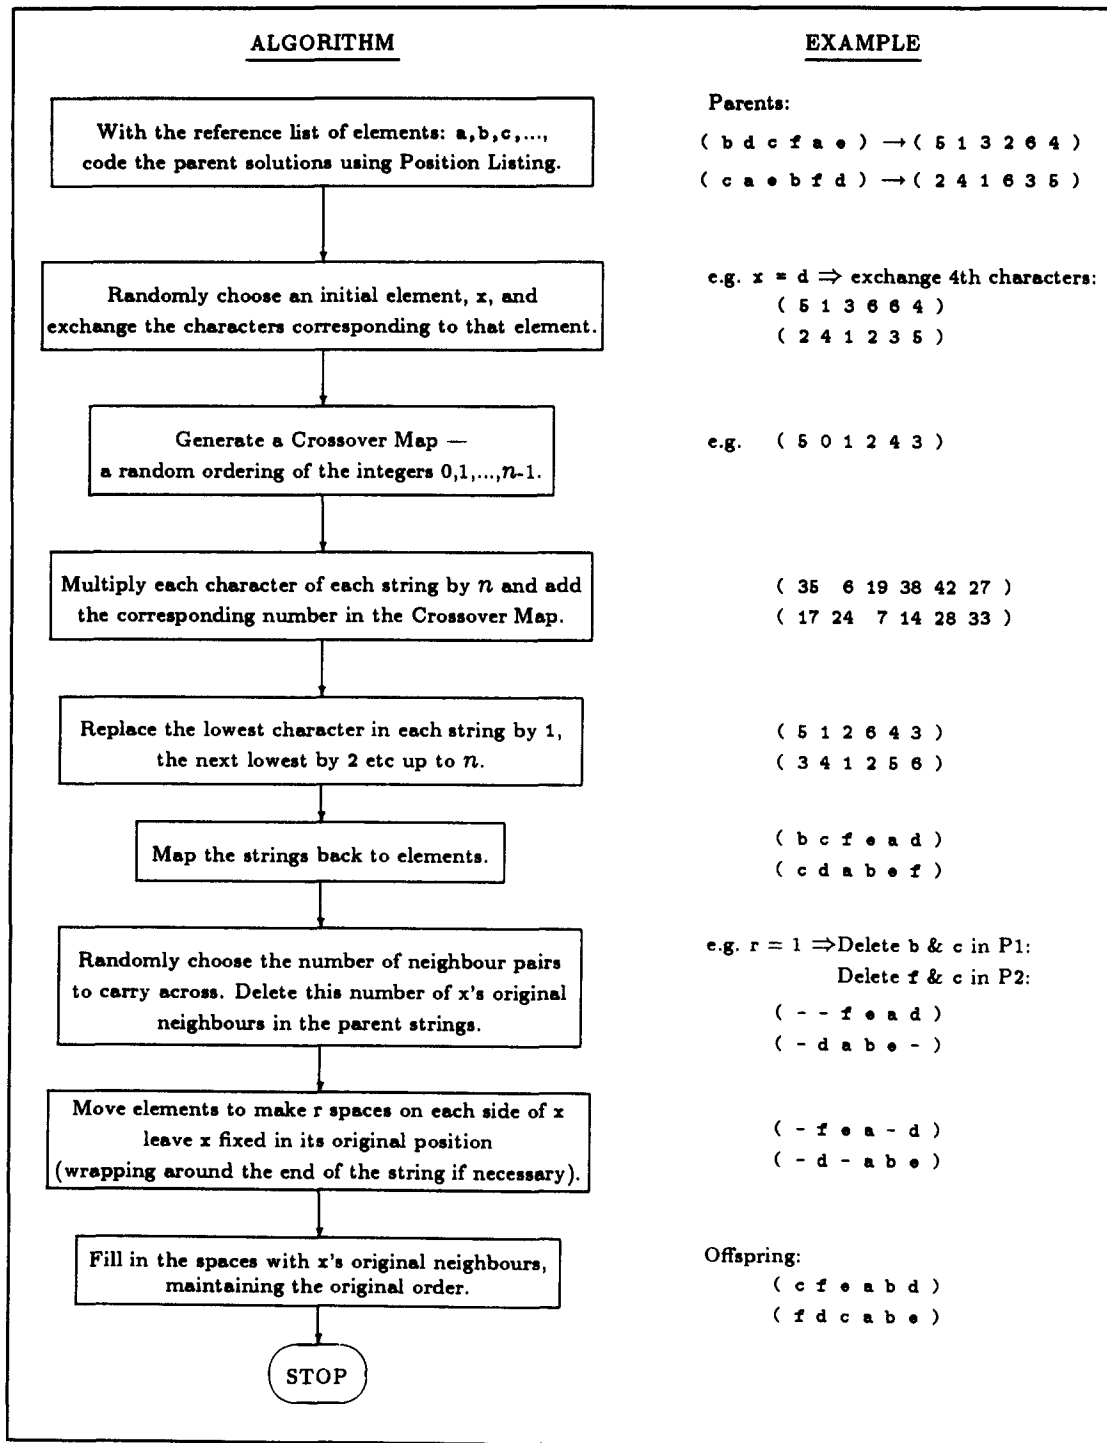 ALGORITHM
EXAMPLE
With the reference list of elements: a,b,c,...,
code the parent solutions using Position Listing.
Parents:
( b d c f a e ) → ( 5 1 3 2 6 4 )
( c a e b f d ) → ( 2 4 1 6 3 5 )
Randomly choose an initial element, x, and
exchange the characters corresponding to that element.
e.g. x = d ⇒ exchange 4th characters:
( 5 1 3 6 6 4 )
( 2 4 1 2 3 5 )
Generate a Crossover Map —
a random ordering of the integers 0,1,...,n-1.
e.g. ( 5 0 1 2 4 3 )
Multiply each character of each string by n and add
the corresponding number in the Crossover Map.
( 35 6 19 38 42 27 )
( 17 24 7 14 28 33 )
Replace the lowest character in each string by 1,
the next lowest by 2 etc up to n.
( 5 1 2 6 4 3 )
( 3 4 1 2 5 6 )
Map the strings back to elements.
( b c f e a d )
( c d a b e f )
Randomly choose the number of neighbour pairs
to carry across. Delete this number of x's original
neighbours in the parent strings.
e.g. r = 1 ⇒Delete b & c in P1:
Delete f & c in P2:
( - - f e a d )
( - d a b e - )
Move elements to make r spaces on each side of x
leave x fixed in its original position
(wrapping around the end of the string if necessary).
( - f e a - d )
( - d - a b e )
Fill in the spaces with x's original neighbours,
maintaining the original order.
Offspring:
( c f e a b d )
( f d c a b e )
STOP